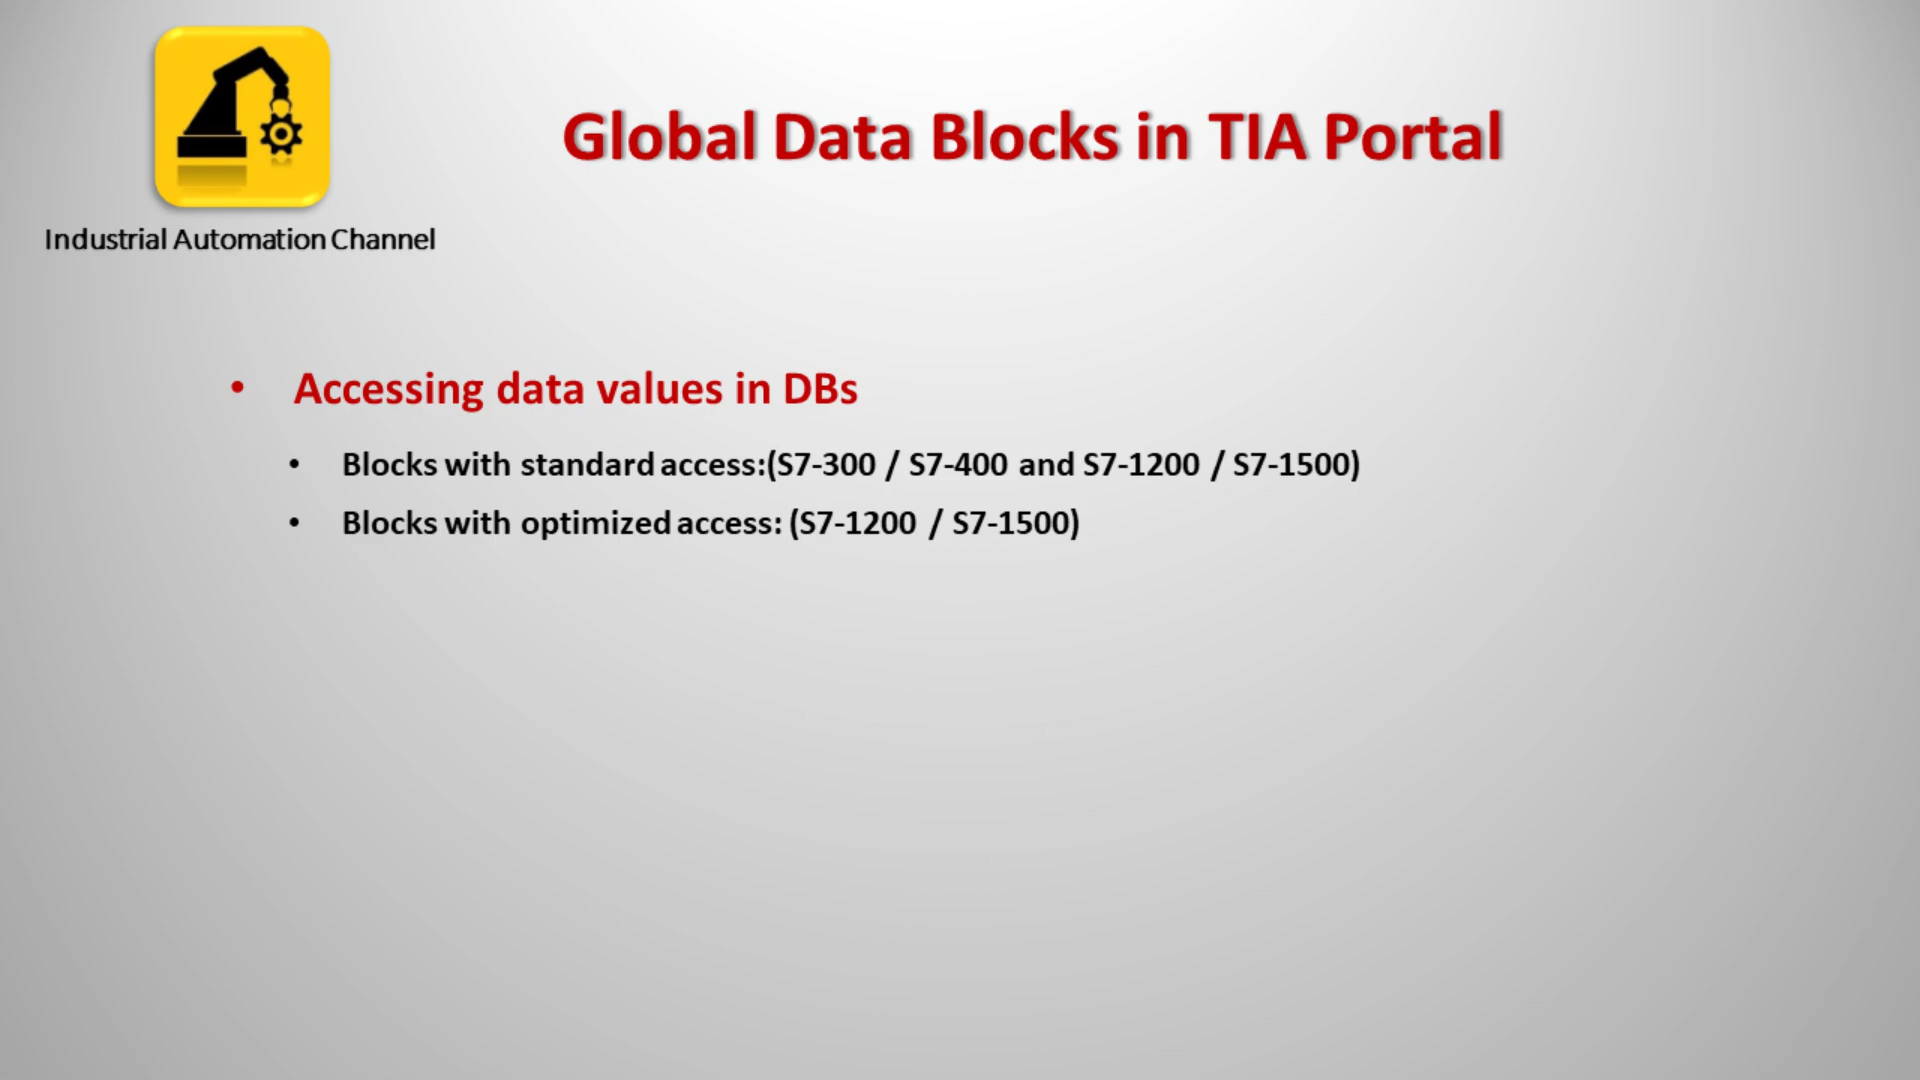 Global Data Blocks in TIA Portal
Industrial Automation Channel
• Accessing data values in DBs
• Blocks with standard access:(S7-300 / S7-400 and S7-1200 / S7-1500)
• Blocks with optimized access: (S7-1200 / S7-1500)